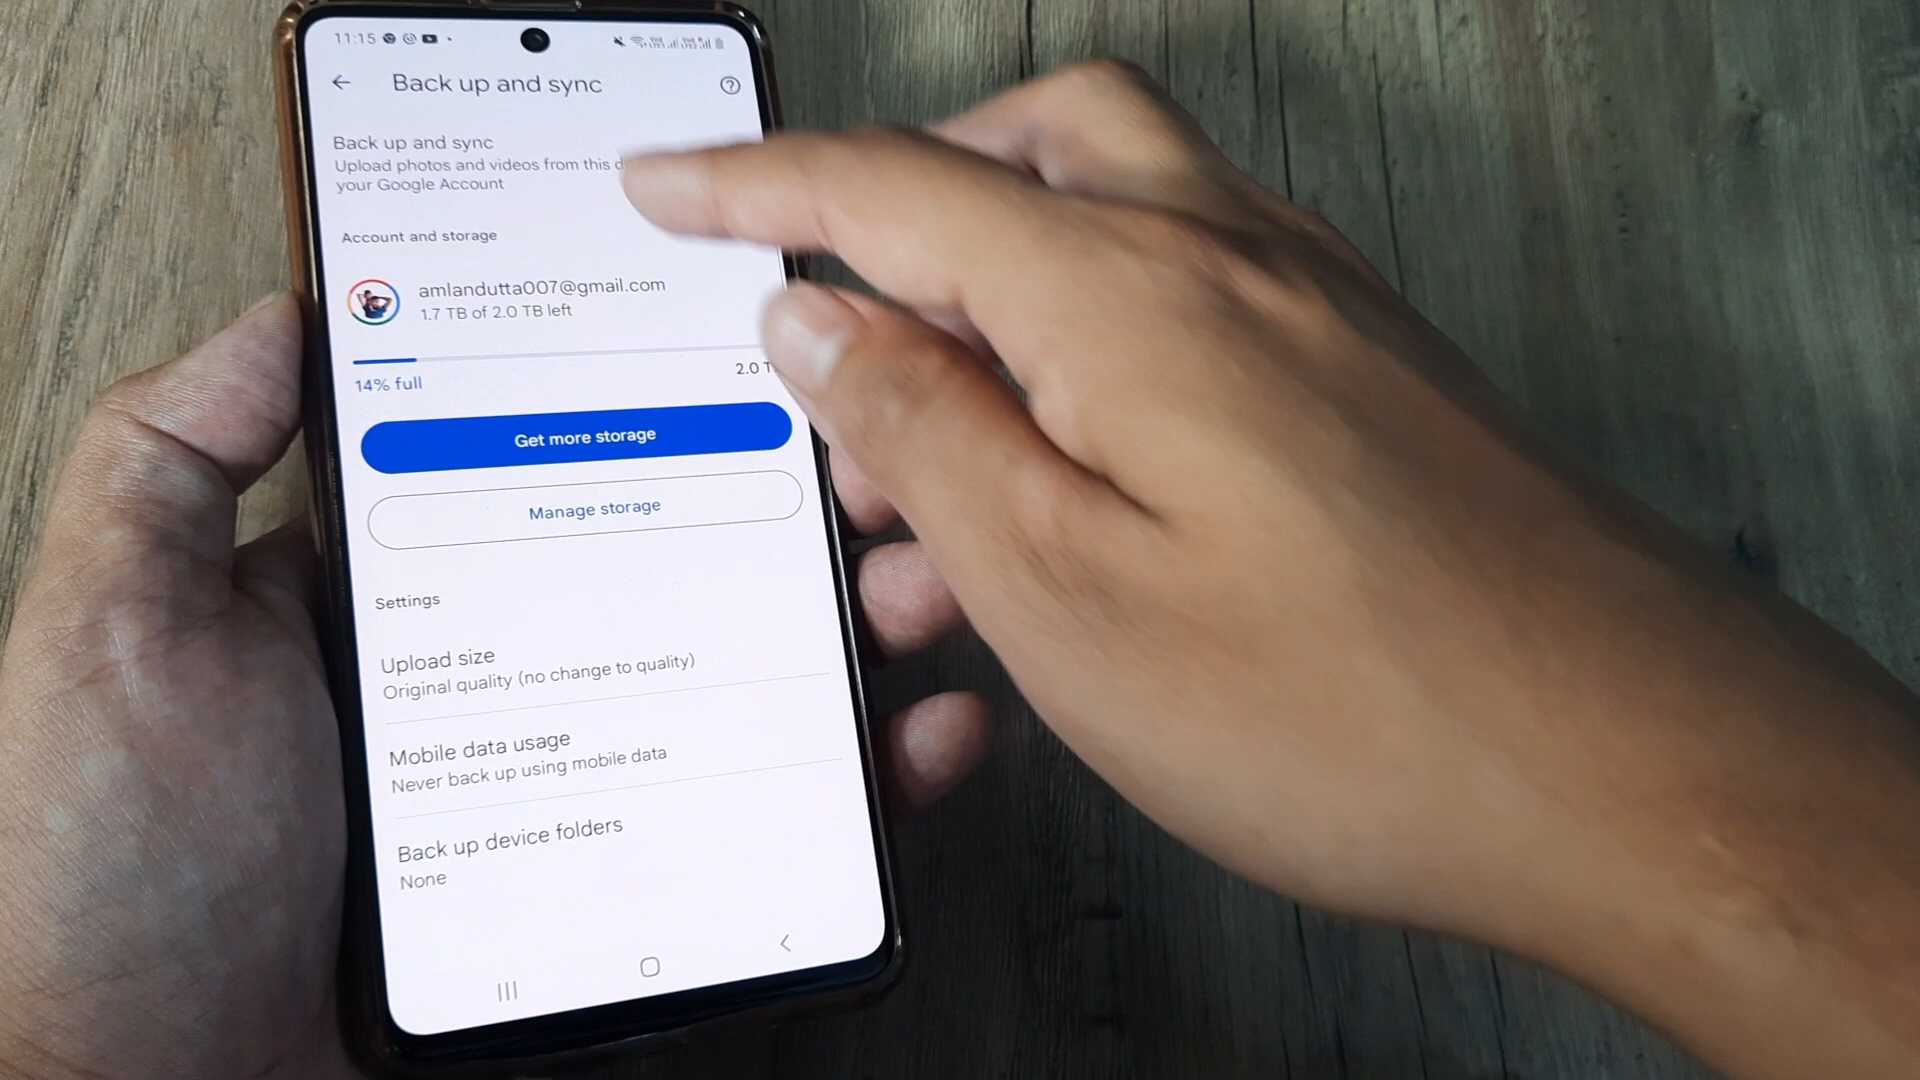 11:15
Back up and sync
Back up and sync
Upload photos and videos from this
your Google Account
Account and storage
amlandutta007@gmail.com
1.7 TB of 2.0 TB left
14% full
2.0
Get more storage
Manage storage
Settings
Upload size
Original quality (no change to quality)
Mobile data usage
Never back up using mobile data
Back up device folders
None